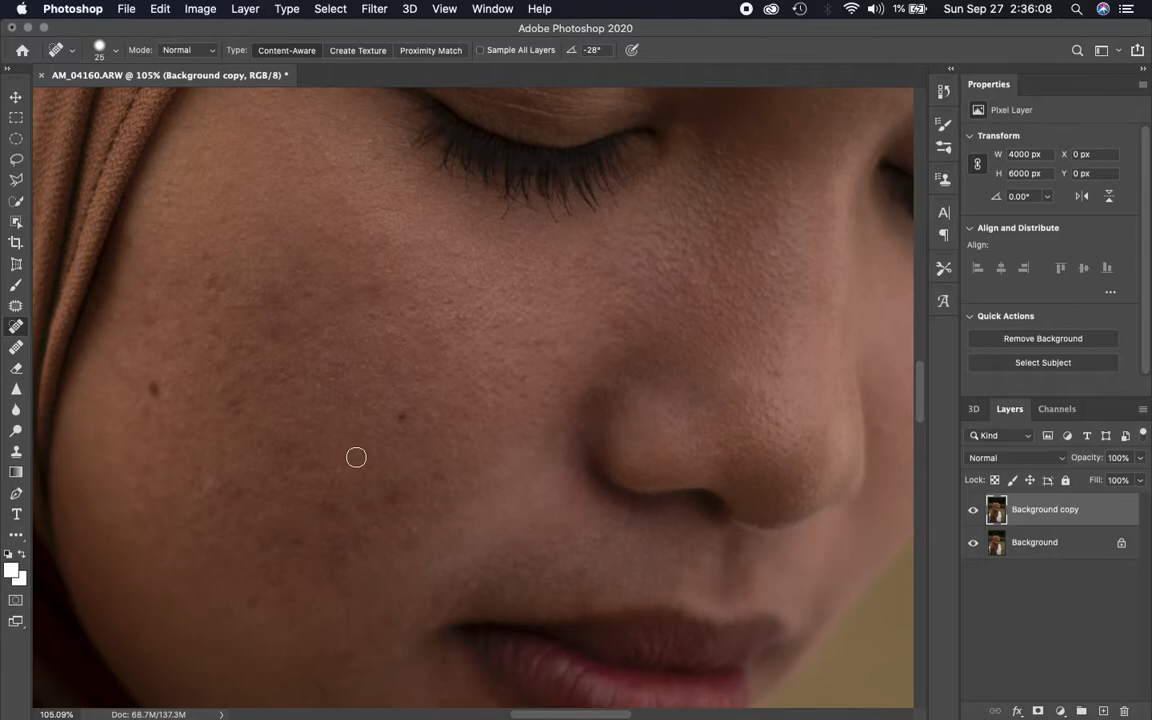 Photoshop File Edit Image Layer Type Select Filter 3D View Window Help 1% Sun Sep 27 2:36:08
Adobe Photoshop 2020
25 Mode: Normal Type: Content-Aware Create Texture Proximity Match Sample All Layers -28°
AM_04160.ARW @ 105% (Background copy, RGB/8) *
Properties
Pixel Layer
Transform
W 4000 px X 0 px
H 6000 px Y 0 px
0.00°
Align and Distribute
Align:
Quick Actions
Remove Background
Select Subject
3D Layers Channels
Kind
Normal Opacity: 100%
Lock: Fill: 100%
Background copy
Background
105.09% Doc: 68.7M/137.3M